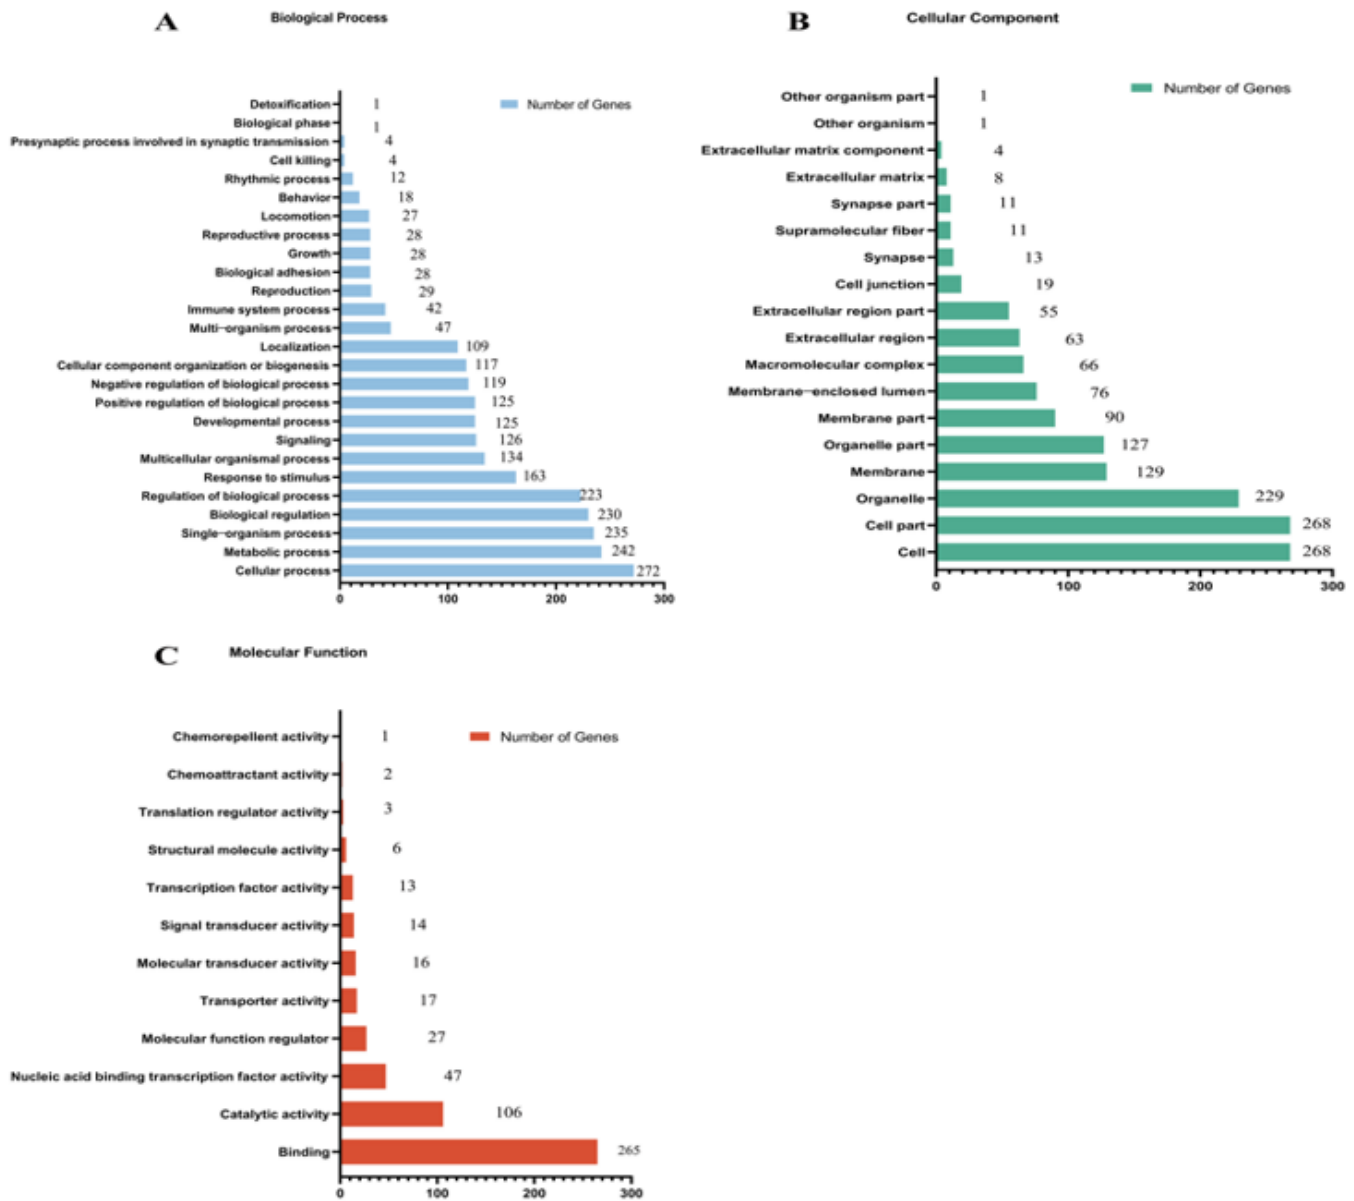 A Biological Process
Number of Genes
Detoxification 1
Biological phase 1
Presynaptic process involved in synaptic transmission 4
Cell killing 4
Rhythmic process 12
Behavior 18
Locomotion 27
Reproductive process 28
Growth 28
Biological adhesion 28
Reproduction 29
Immune system process 42
Multi-organism process 47
Localization 109
Cellular component organization or biogenesis 117
Negative regulation of biological process 119
Positive regulation of biological process 125
Developmental process 125
Signaling 126
Multicellular organismal process 134
Response to stimulus 163
Regulation of biological process 223
Biological regulation 230
Single-organism process 235
Metabolic process 242
Cellular process 272
0 100 200 300
B Cellular Component
Number of Genes
Other organism part 1
Other organism 1
Extracellular matrix component 4
Extracellular matrix 8
Synapse part 11
Supramolecular fiber 11
Synapse 13
Cell junction 19
Extracellular region part 55
Extracellular region 63
Macromolecular complex 66
Membrane-enclosed lumen 76
Membrane part 90
Organelle part 127
Membrane 129
Organelle 229
Cell part 268
Cell 268
0 100 200 300
C Molecular Function
Number of Genes
Chemorepellent activity 1
Chemoattractant activity 2
Translation regulator activity 3
Structural molecule activity 6
Transcription factor activity 13
Signal transducer activity 14
Molecular transducer activity 16
Transporter activity 17
Molecular function regulator 27
Nucleic acid binding transcription factor activity 47
Catalytic activity 106
Binding 265
0 100 200 300